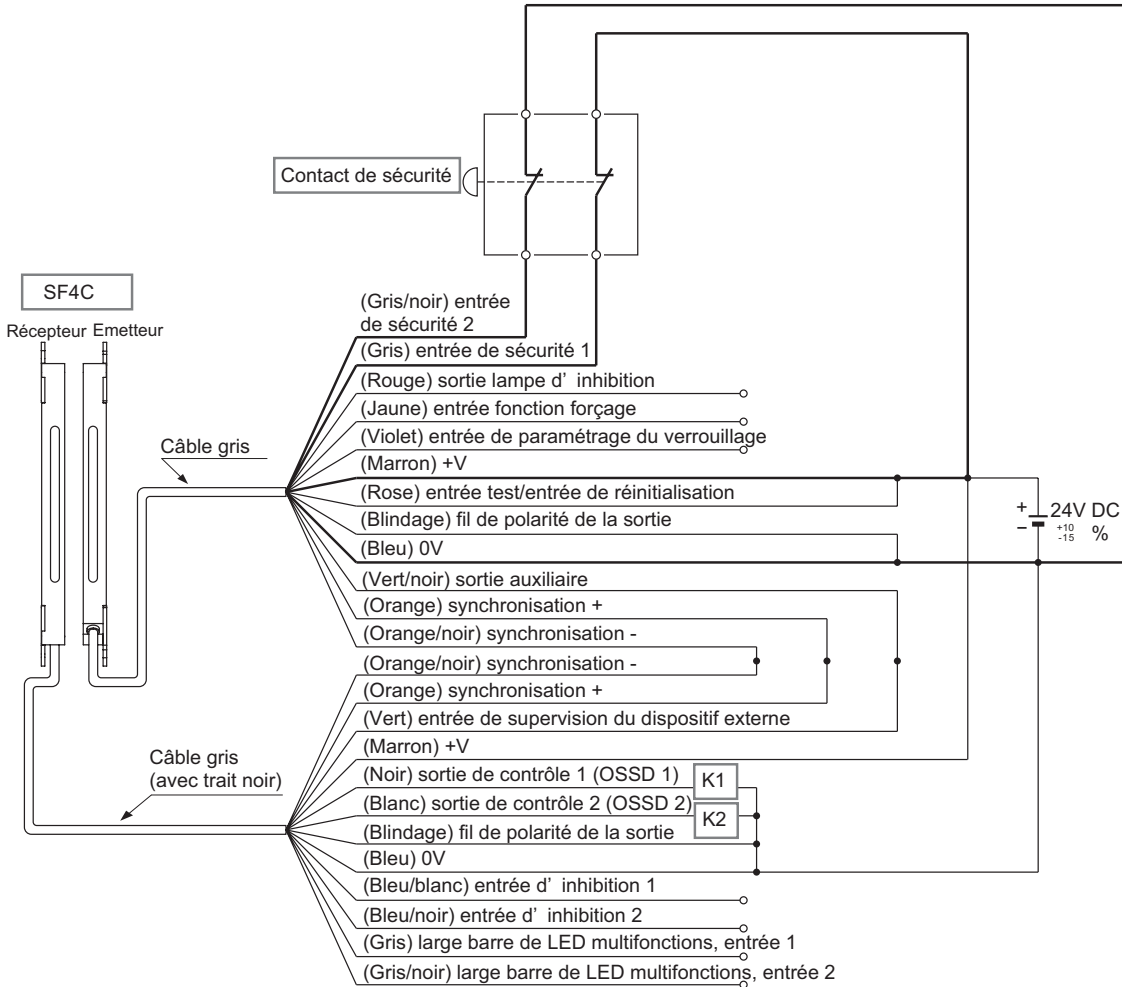 Contact de sécurité
SF4C
Récepteur Emetteur
(Gris/noir) entrée
de sécurité 2
(Gris) entrée de sécurité 1
(Rouge) sortie lampe d’ inhibition
(Jaune) entrée fonction forçage
(Violet) entrée de paramétrage du verrouillage
Câble gris
(Marron) +V
(Rose) entrée test/entrée de réinitialisation
(Blindage) fil de polarité de la sortie
(Bleu) 0V
+ 24V DC
− +10 -15 %
(Vert/noir) sortie auxiliaire
(Orange) synchronisation +
(Orange/noir) synchronisation -
(Orange/noir) synchronisation -
(Orange) synchronisation +
(Vert) entrée de supervision du dispositif externe
(Marron) +V
Câble gris
(avec trait noir)
(Noir) sortie de contrôle 1 (OSSD 1) K1
(Blanc) sortie de contrôle 2 (OSSD 2) K2
(Blindage) fil de polarité de la sortie
(Bleu) 0V
(Bleu/blanc) entrée d’ inhibition 1
(Bleu/noir) entrée d’ inhibition 2
(Gris) large barre de LED multifonctions, entrée 1
(Gris/noir) large barre de LED multifonctions, entrée 2